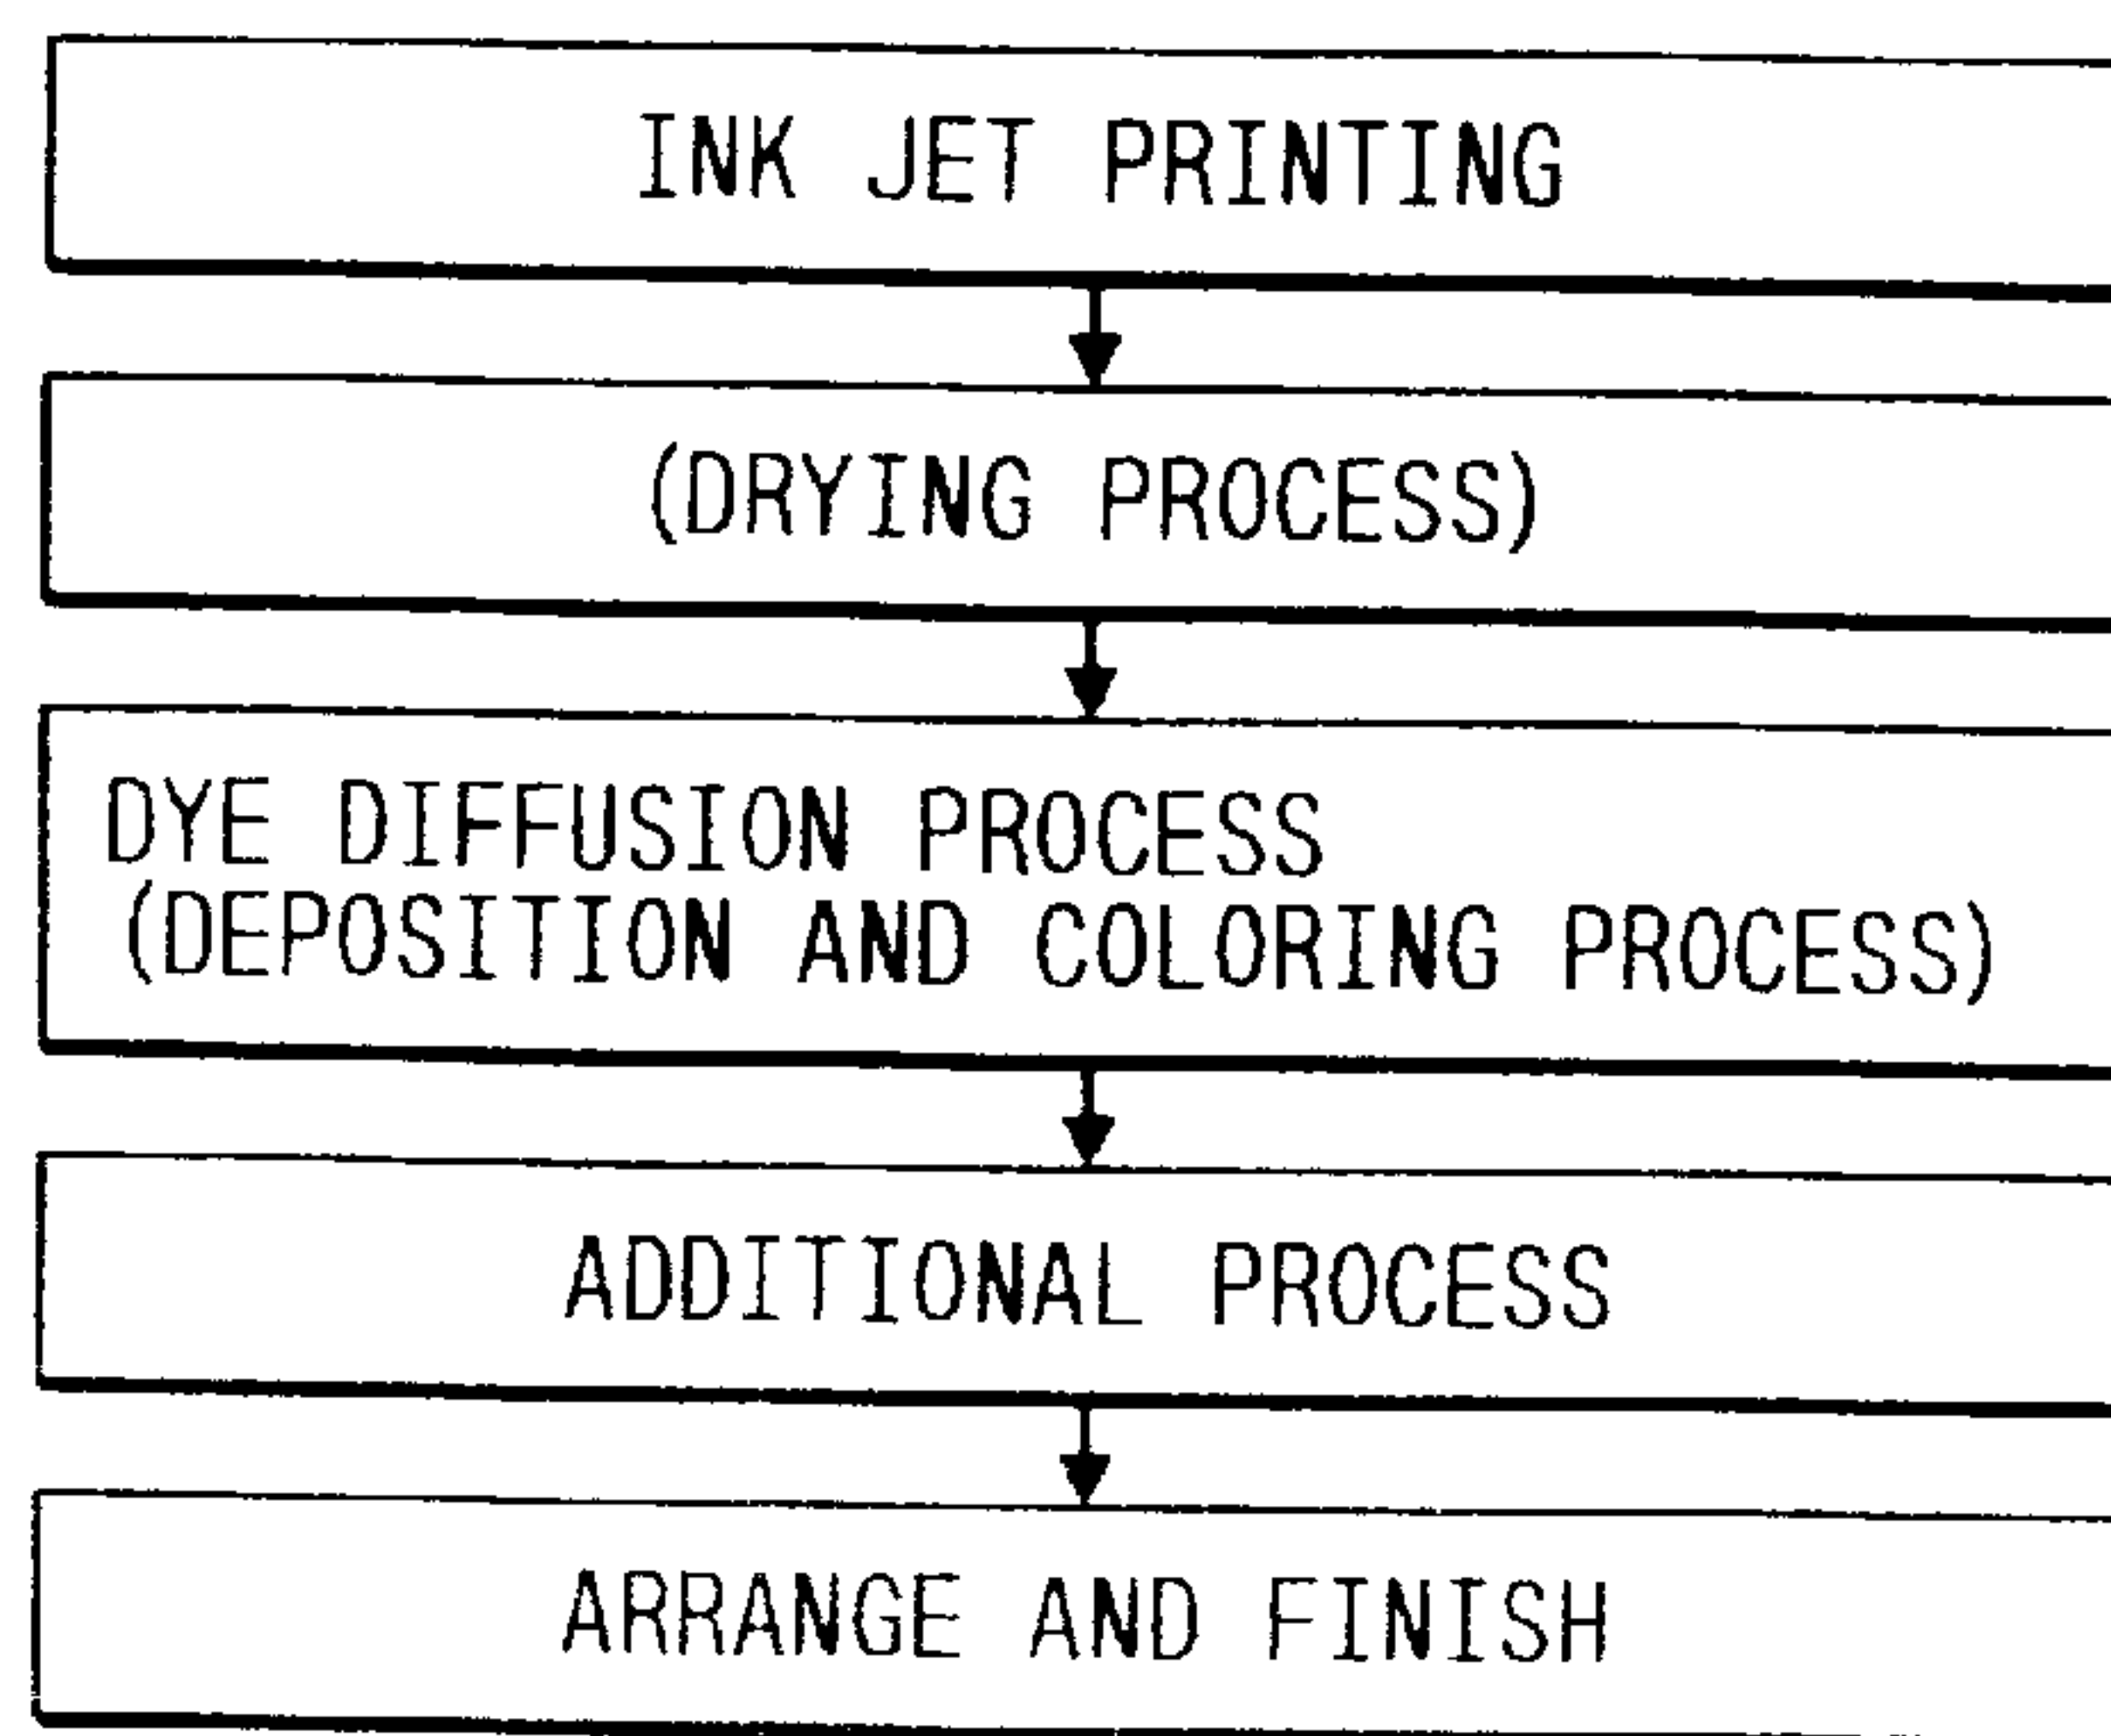 INK JET PRINTING
(DRYING PROCESS)
DYE DIFFUSION PROCESS
(DEPOSITION AND COLORING PROCESS)
ADDITIONAL PROCESS
ARRANGE AND FINISH